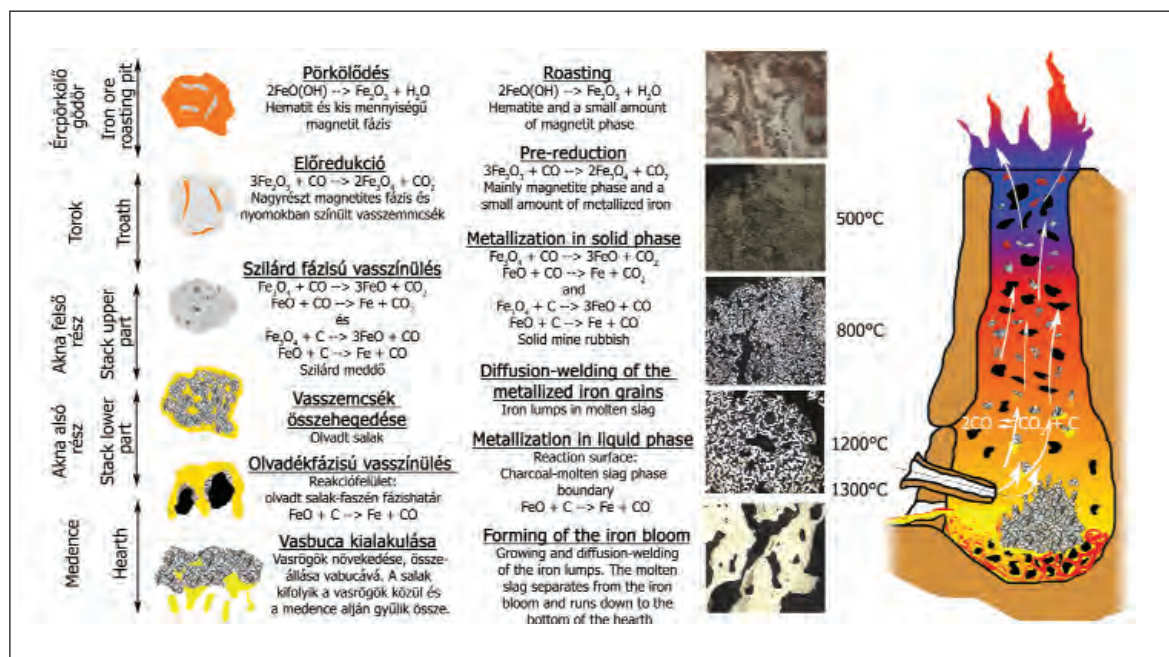 Ércpörkölő
gödör
Iron ore
roasting pit
Torok
Troath
Akna felső
rész
Stack upper
part
Akna alsó
rész
Stack lower
part
Medence
Hearth
Pörkölődés
2FeO(OH) --> Fe₂O₃ + H₂O
Hematit és kis mennyiségű
magnetit fázis
Előredukció
3Fe₂O₃ + CO --> 2Fe₃O₄ + CO₂
Nagyrészt magnetites fázis és
nyomokban színült vasszemmcsék
Szilárd fázisú vasszínülés
Fe₃O₄ + CO --> 3FeO + CO₂
FeO + CO --> Fe + CO₂
és
Fe₃O₄ + C --> 3FeO + CO
FeO + C --> Fe + CO
Szilárd meddő
Vasszemcsék
összehegedése
Olvadt salak
Olvadékfázisú vasszínülés
Reakciófelület:
olvadt salak-faszén fázishatár
FeO + C --> Fe + CO
Vasbuca kialakulása
Vasrögök növekedése, össze-
állása vabucává. A salak
kifolyik a vasrögök közül és
a medence alján gyűlik össze.
Roasting
2FeO(OH) --> Fe₂O₃ + H₂O
Hematite and a small amount
of magnetit phase
Pre-reduction
3Fe₂O₃ + CO --> 2Fe₃O₄ + CO₂
Mainly magnetite phase and a
small amount of metallized iron
Metallization in solid phase
Fe₃O₄ + CO --> 3FeO + CO₂
FeO + CO --> Fe + CO₂
and
Fe₃O₄ + C --> 3FeO + CO
FeO + C --> Fe + CO
Solid mine rubbish
Diffusion-welding of the
metallized iron grains
Iron lumps in molten slag
Metallization in liquid phase
Reaction surface:
Charcoal-molten slag phase
boundary
FeO + C --> Fe + CO
Forming of the iron bloom
Growing and diffusion-welding
of the iron lumps. The molten
slag separates from the iron
bloom and runs down to the
bottom of the hearth
500°C
800°C
1200°C
1300°C
2CO ⇌ CO₂ + C